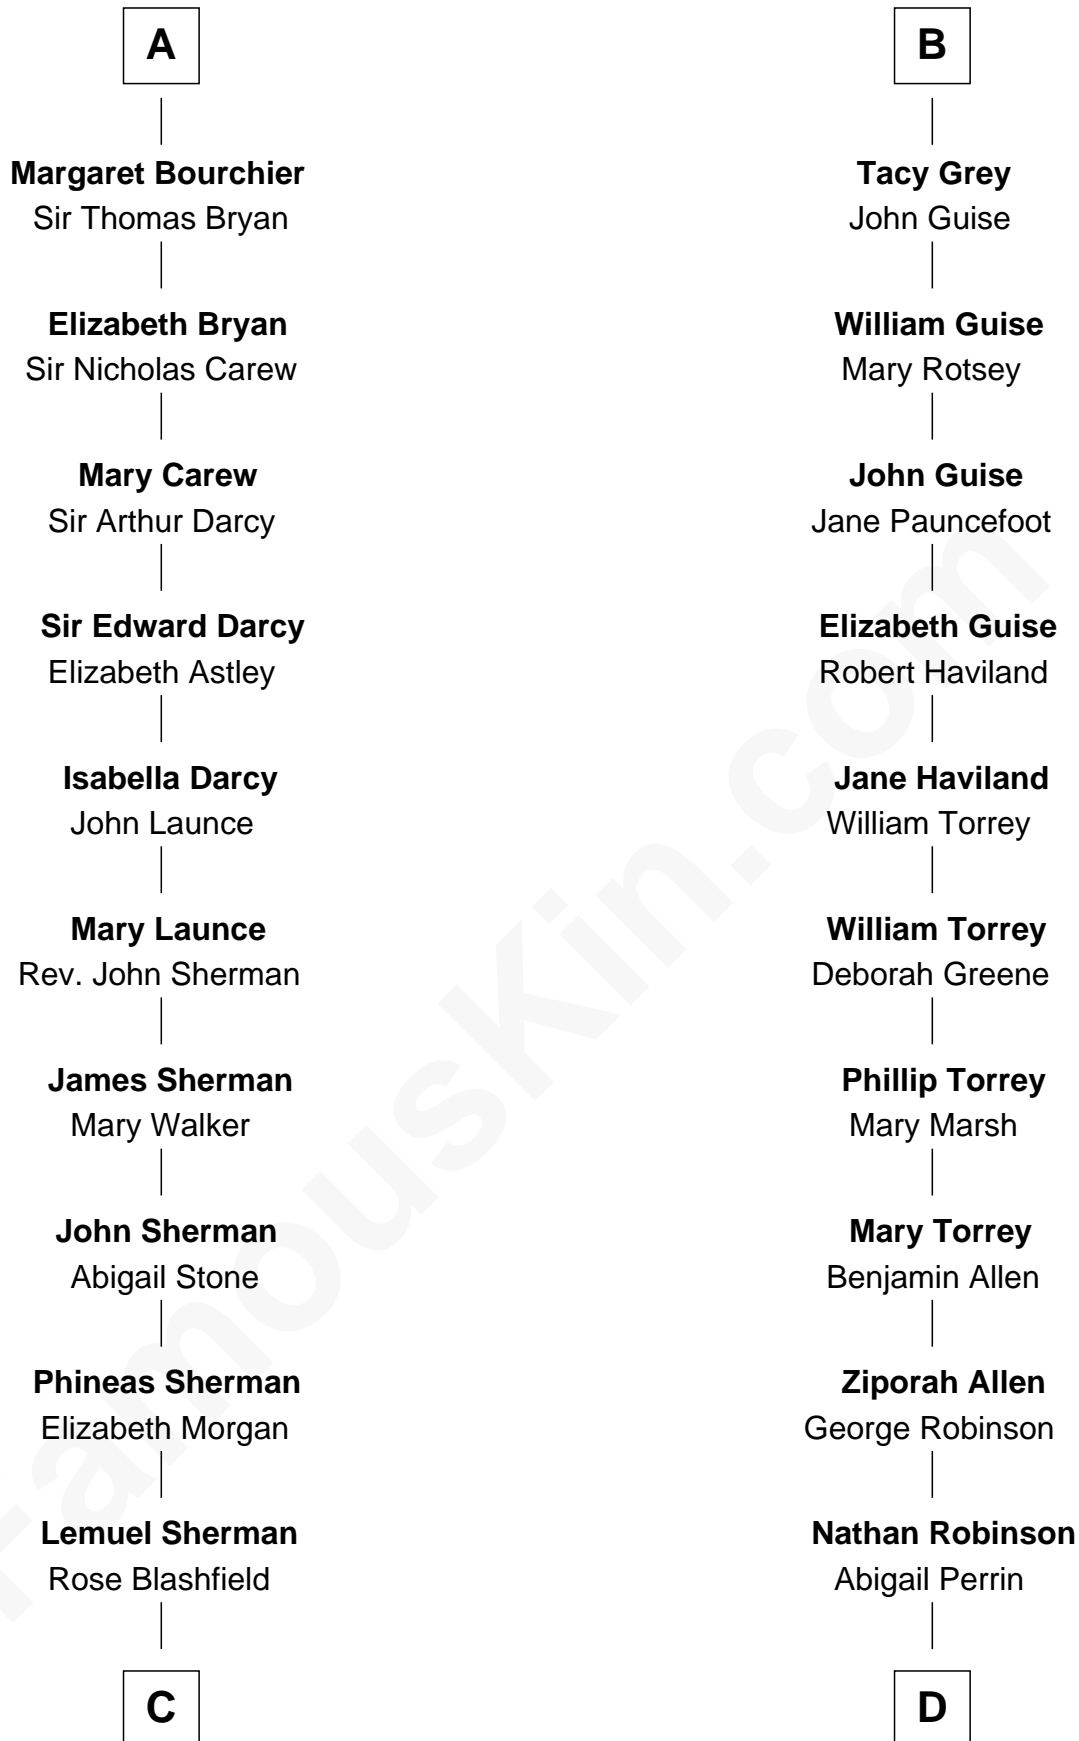 A
Margaret Bourchier
Sir Thomas Bryan
Elizabeth Bryan
Sir Nicholas Carew
Mary Carew
Sir Arthur Darcy
Sir Edward Darcy
Elizabeth Astley
Isabella Darcy
John Launce
Mary Launce
Rev. John Sherman
James Sherman
Mary Walker
John Sherman
Abigail Stone
Phineas Sherman
Elizabeth Morgan
Lemuel Sherman
Rose Blashfield
C
B
Tacy Grey
John Guise
William Guise
Mary Rotsey
John Guise
Jane Pauncefoot
Elizabeth Guise
Robert Haviland
Jane Haviland
William Torrey
William Torrey
Deborah Greene
Phillip Torrey
Mary Marsh
Mary Torrey
Benjamin Allen
Ziporah Allen
George Robinson
Nathan Robinson
Abigail Perrin
D
FamousKin.com